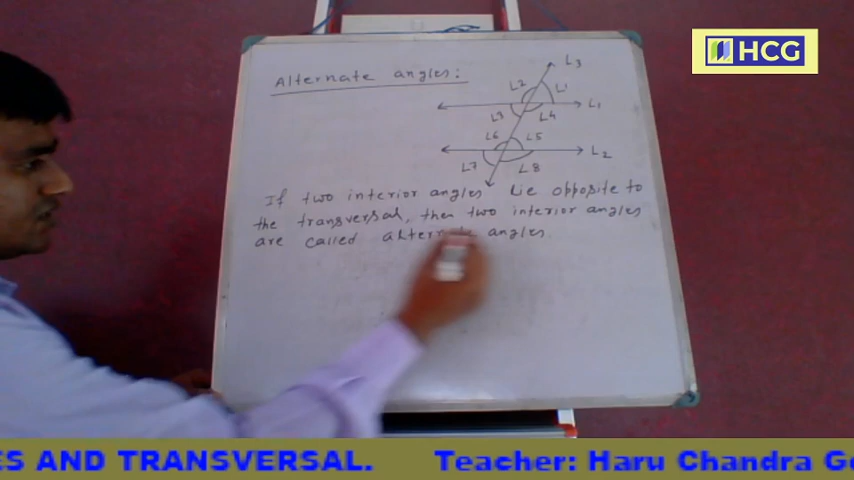 HCG
Alternate angles:
L3
L2 L1
L1
L3 L4
L6 L5
L2
L7 L8
If two interior angles lie opposite to
the transversal, then two interior angles
are called alternate angles.
ES AND TRANSVERSAL. Teacher: Haru Chandra Go